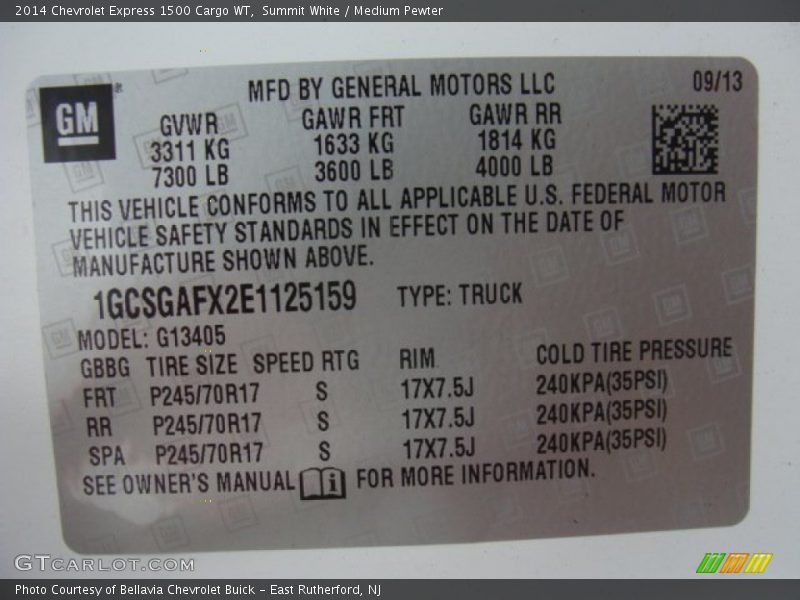 2014 Chevrolet Express 1500 Cargo WT, Summit White / Medium Pewter
MFD BY GENERAL MOTORS LLC 09/13
GM ®
GVWR GAWR FRT GAWR RR
3311 KG 1633 KG 1814 KG
7300 LB 3600 LB 4000 LB
THIS VEHICLE CONFORMS TO ALL APPLICABLE U.S. FEDERAL MOTOR
VEHICLE SAFETY STANDARDS IN EFFECT ON THE DATE OF
MANUFACTURE SHOWN ABOVE.
1GCSGAFX2E1125159 TYPE: TRUCK
MODEL: G13405
GBBG TIRE SIZE SPEED RTG RIM COLD TIRE PRESSURE
FRT P245/70R17 S 17X7.5J 240KPA(35PSI)
RR P245/70R17 S 17X7.5J 240KPA(35PSI)
SPA P245/70R17 S 17X7.5J 240KPA(35PSI)
SEE OWNER'S MANUAL i FOR MORE INFORMATION.
GTCARLOT.COM
Photo Courtesy of Bellavia Chevrolet Buick - East Rutherford, NJ